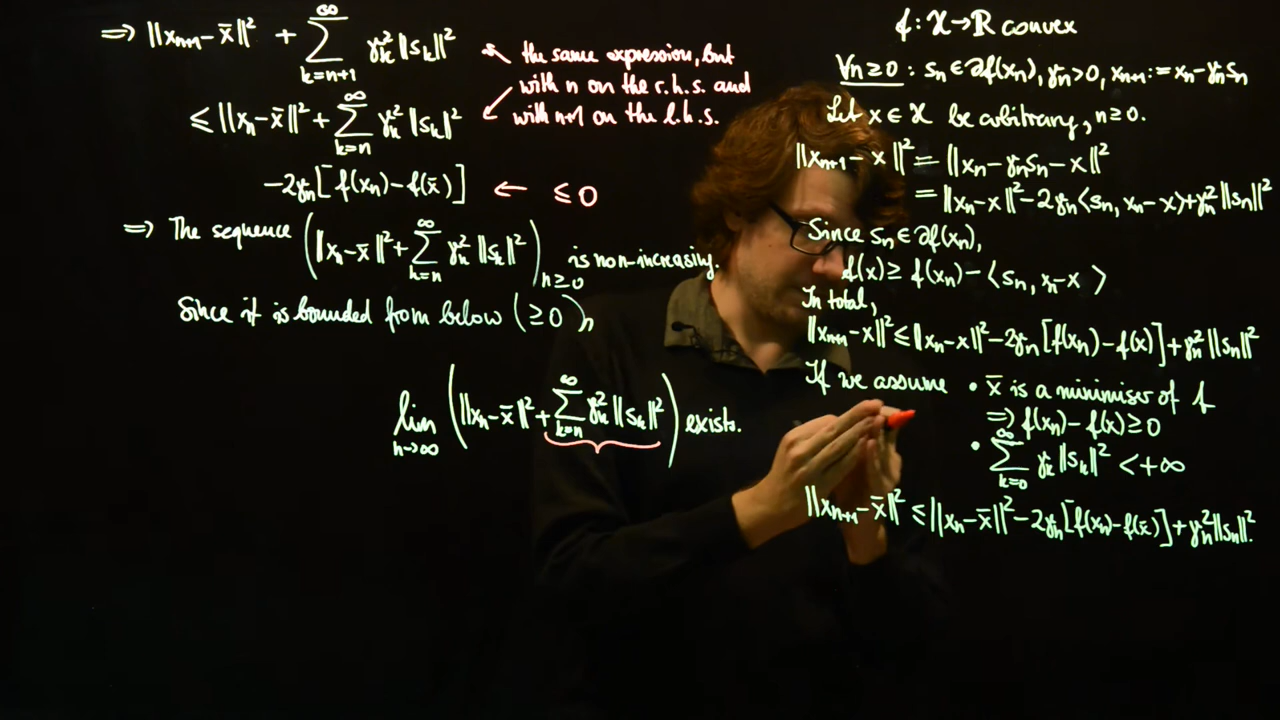 ⇒ ‖xₙ₊₁ - x̄‖² + ∑_{k=n+1}^{∞} γₖ² ‖sₖ‖²
≤ ‖xₙ - x̄‖² + ∑_{k=n}^{∞} γₖ² ‖sₖ‖²
the same expression, but
with n on the r.h.s. and
with n+1 on the l.h.s.
-2γₙ[f(xₙ) - f(x̄)] ← ≤ 0
⇒ The sequence (‖xₙ - x̄‖² + ∑_{k=n}^{∞} γₖ² ‖sₖ‖²)_{n≥0} is non-increasing.
Since it is bounded from below (≥0),
lim_{n→∞} (‖xₙ - x̄‖² + ∑_{k=n}^{∞} γₖ² ‖sₖ‖²) exists.
f: X → ℝ convex
∀n≥0: sₙ ∈ ∂f(xₙ), γₙ>0, xₙ₊₁ := xₙ - γₙsₙ
Let x ∈ X be arbitrary, n≥0.
‖xₙ₊₁ - x‖² = ‖xₙ - γₙsₙ - x‖²
= ‖xₙ - x‖² - 2γₙ⟨sₙ, xₙ - x⟩ + γₙ²‖sₙ‖²
Since sₙ ∈ ∂f(xₙ),
f(x) ≥ f(xₙ) - ⟨sₙ, xₙ - x⟩
In total,
‖xₙ₊₁ - x‖² ≤ ‖xₙ - x‖² - 2γₙ[f(xₙ) - f(x)] + γₙ²‖sₙ‖²
If we assume • x̄ is a minimiser of f
⇒ f(xₙ) - f(x̄) ≥ 0
• ∑_{k=0}^{∞} γₖ² ‖sₖ‖² < +∞
‖xₙ₊₁ - x̄‖² ≤ ‖xₙ - x̄‖² - 2γₙ[f(xₙ) - f(x̄)] + γₙ²‖sₙ‖².